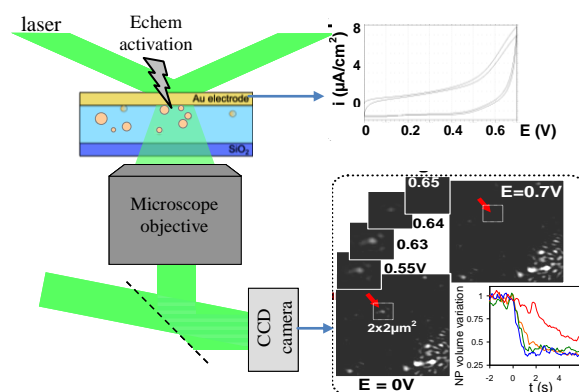 laser
Echem
activation
Au electrode
SiO2
Microscope
objective
CCD
camera
i (µA/cm²)
8
6
4
2
0
0
0.2
0.4
0.6
E (V)
0.65
0.64
0.63
0.55V
E=0.7V
2x2µm²
E = 0V
NP volume variation
1
0.75
0.5
0.25
-2
0
2
4
t (s)